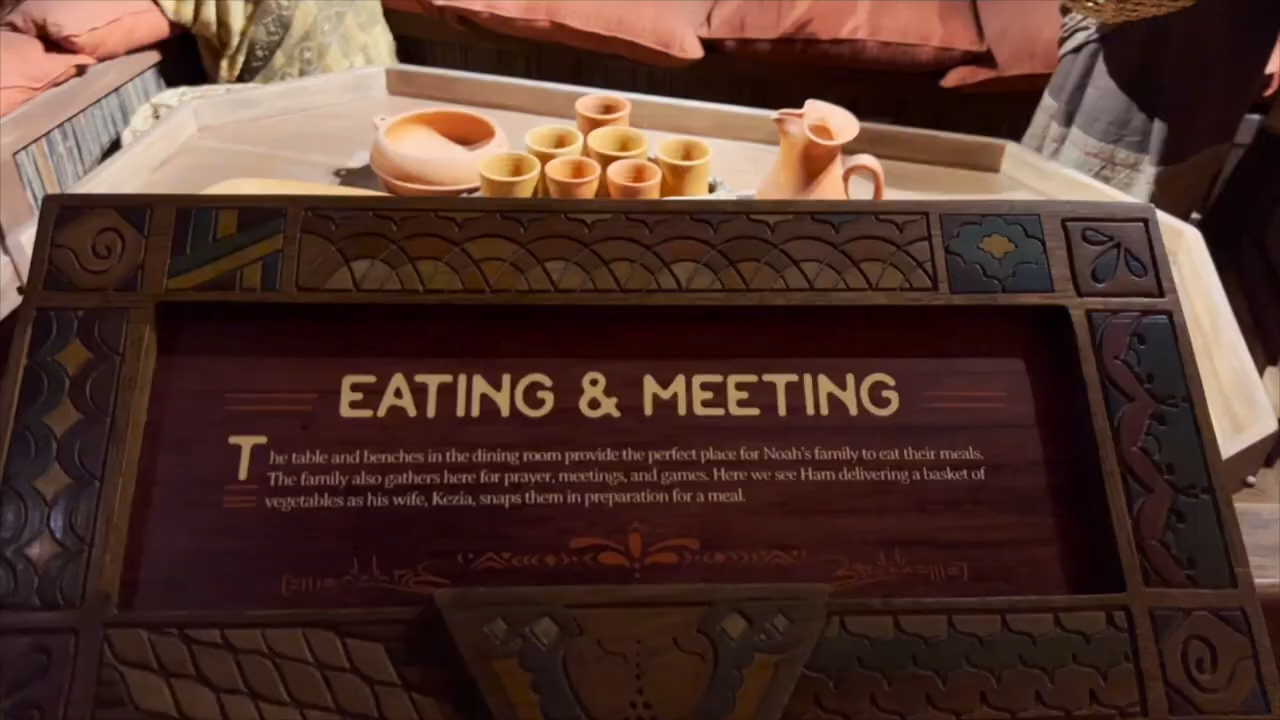 EATING & MEETING
The table and benches in the dining room provide the perfect place for Noah's family to eat their meals.
The family also gathers here for prayer, meetings, and games. Here we see Ham delivering a basket of
vegetables as his wife, Kezia, snaps them in preparation for a meal.